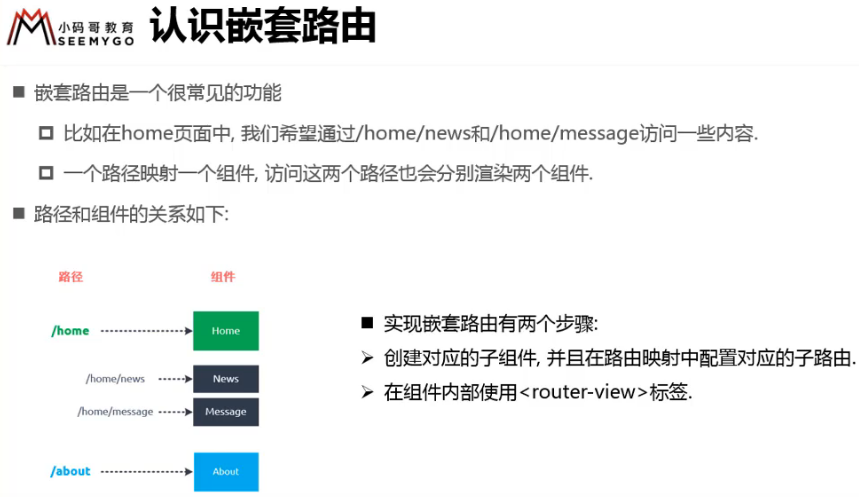 小码哥教育
SEEMYGO
认识嵌套路由
嵌套路由是一个很常见的功能
比如在home页面中, 我们希望通过/home/news和/home/message访问一些内容.
一个路径映射一个组件, 访问这两个路径也会分别渲染两个组件.
路径和组件的关系如下:
路径 组件
/home Home
/home/news News
/home/message Message
/about About
实现嵌套路由有两个步骤:
创建对应的子组件, 并且在路由映射中配置对应的子路由.
在组件内部使用<router-view>标签.